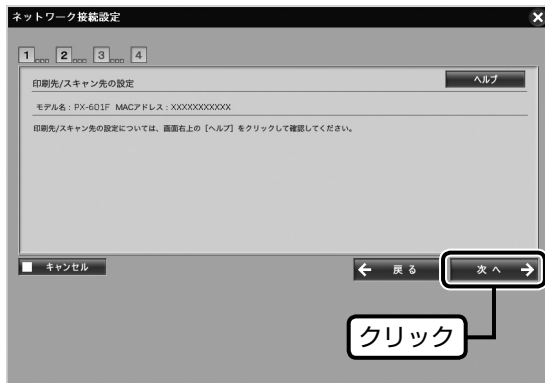 ネットワーク接続設定
1 2 3 4
印刷先/スキャン先の設定
ヘルプ
モデル名：PX-601F MACアドレス：XXXXXXXXXXX
印刷先/スキャン先の設定については、画面右上の［ヘルプ］をクリックして確認してください。
キャンセル
戻る
次へ
クリック